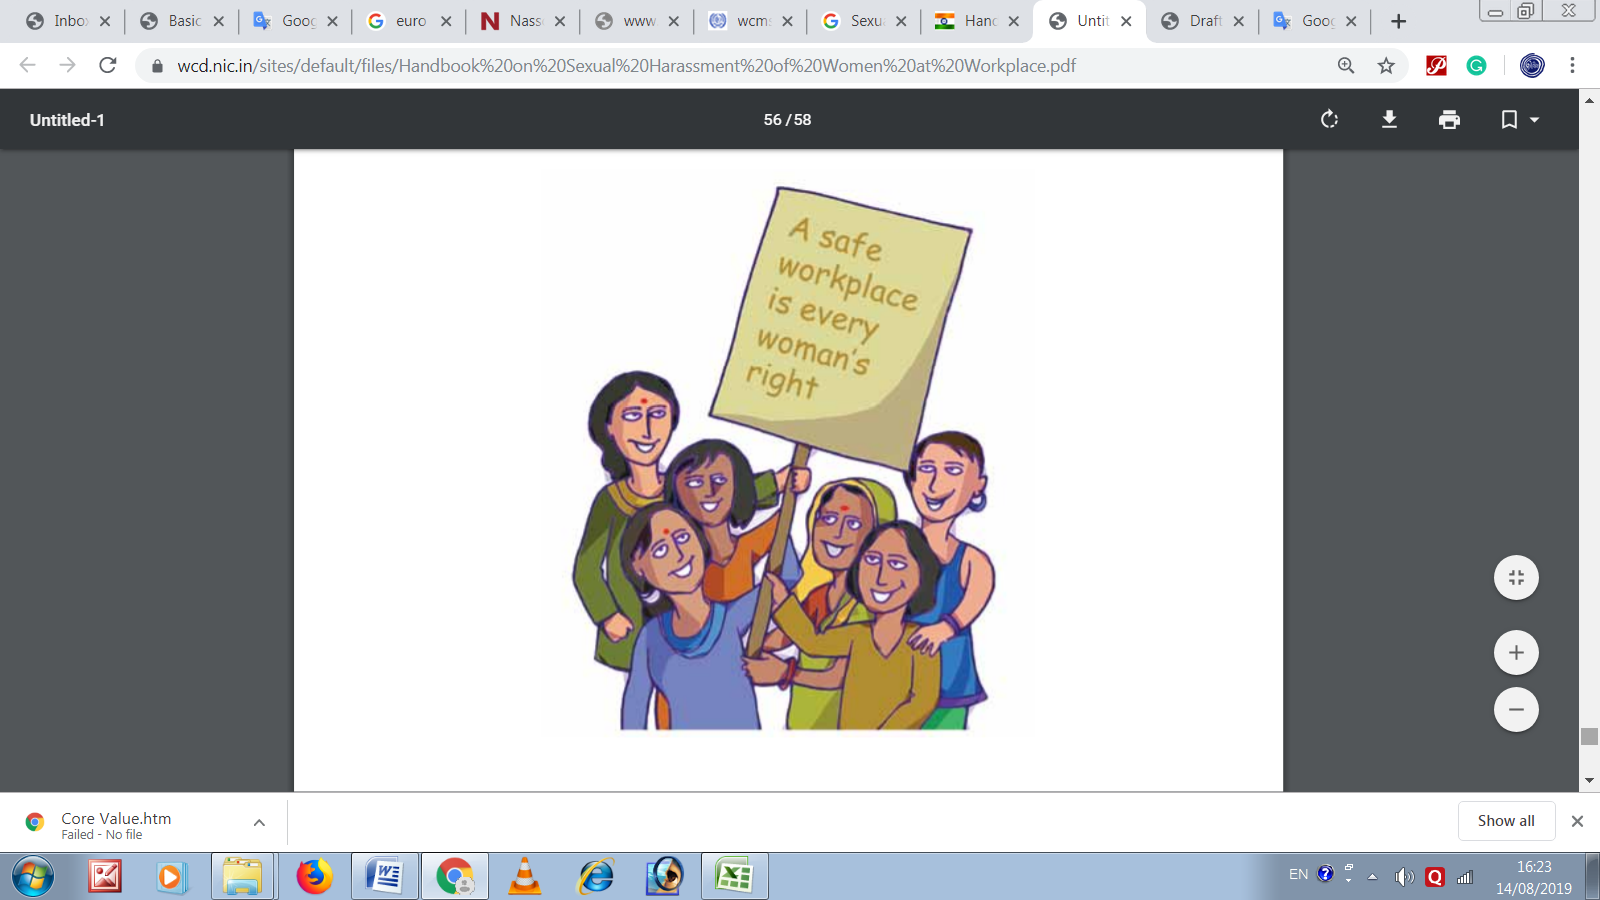 Inbo
Basic
Goog
euro
Nass
www
wcm
Sexu
Hand
Untit
Draft
Goog
wcd.nic.in/sites/default/files/Handbook%20on%20Sexual%20Harassment%20of%20Women%20at%20Workplace.pdf
Untitled-1
56 / 58
A safe
workplace
is every
woman's
right
Core Value.htm
Failed - No file
Show all
EN
16:23
14/08/2019